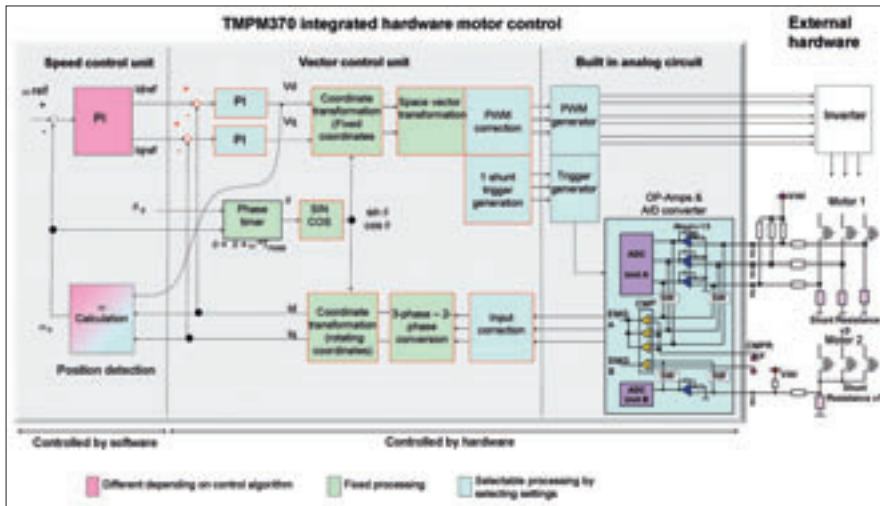 TMPM370 integrated hardware motor control
External
hardware
Speed control unit
Vector control unit
Built in analog circuit
PI
PI
PI
Vd
Vq
Coordinate
transformation
(Fixed
coordinates
Space vector
transformation
PWM
correction
PWM
generator
Inverter
1 shunt
trigger
generation
Trigger
generator
Phase
timer
SIN
COS
sin θ
cos θ
OP-Amps &
A/D converter
Motor 1
ADC
Unit A
CMP
Calculation
Position detection
Id
Iq
Coordinate
transformation
(rotating
coordinates)
3-phase – 2-
phase
conversion
Input
correction
Shunt Resistance
Motor 2
ADC
Unit B
Shunt
Controlled by software
Controlled by hardware
Different depending on control algorithm
Fixed processing
Selectable processing by
selecting settings